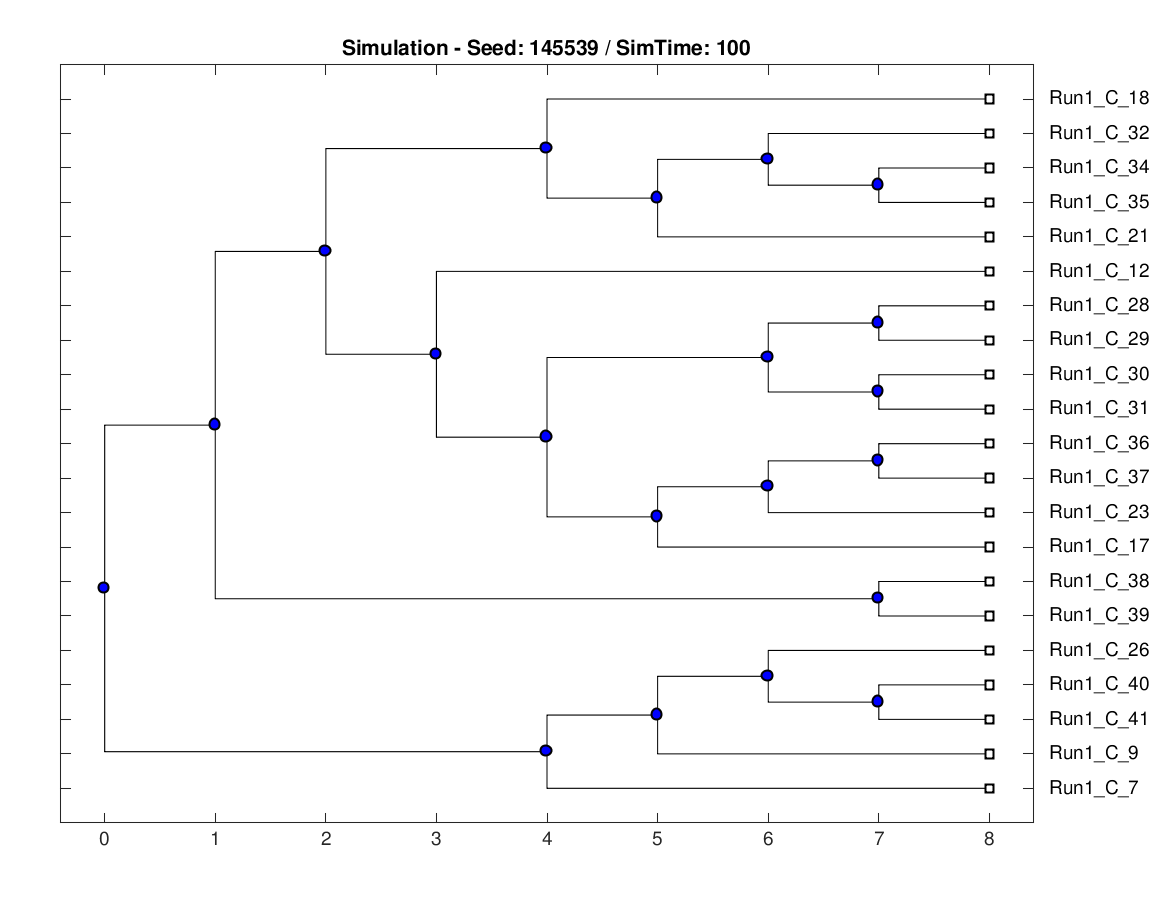 Simulation - Seed: 145539 / SimTime: 100
Run1_C_18
Run1_C_32
Run1_C_34
Run1_C_35
Run1_C_21
Run1_C_12
Run1_C_28
Run1_C_29
Run1_C_30
Run1_C_31
Run1_C_36
Run1_C_37
Run1_C_23
Run1_C_17
Run1_C_38
Run1_C_39
Run1_C_26
Run1_C_40
Run1_C_41
Run1_C_9
Run1_C_7
0 1 2 3 4 5 6 7 8